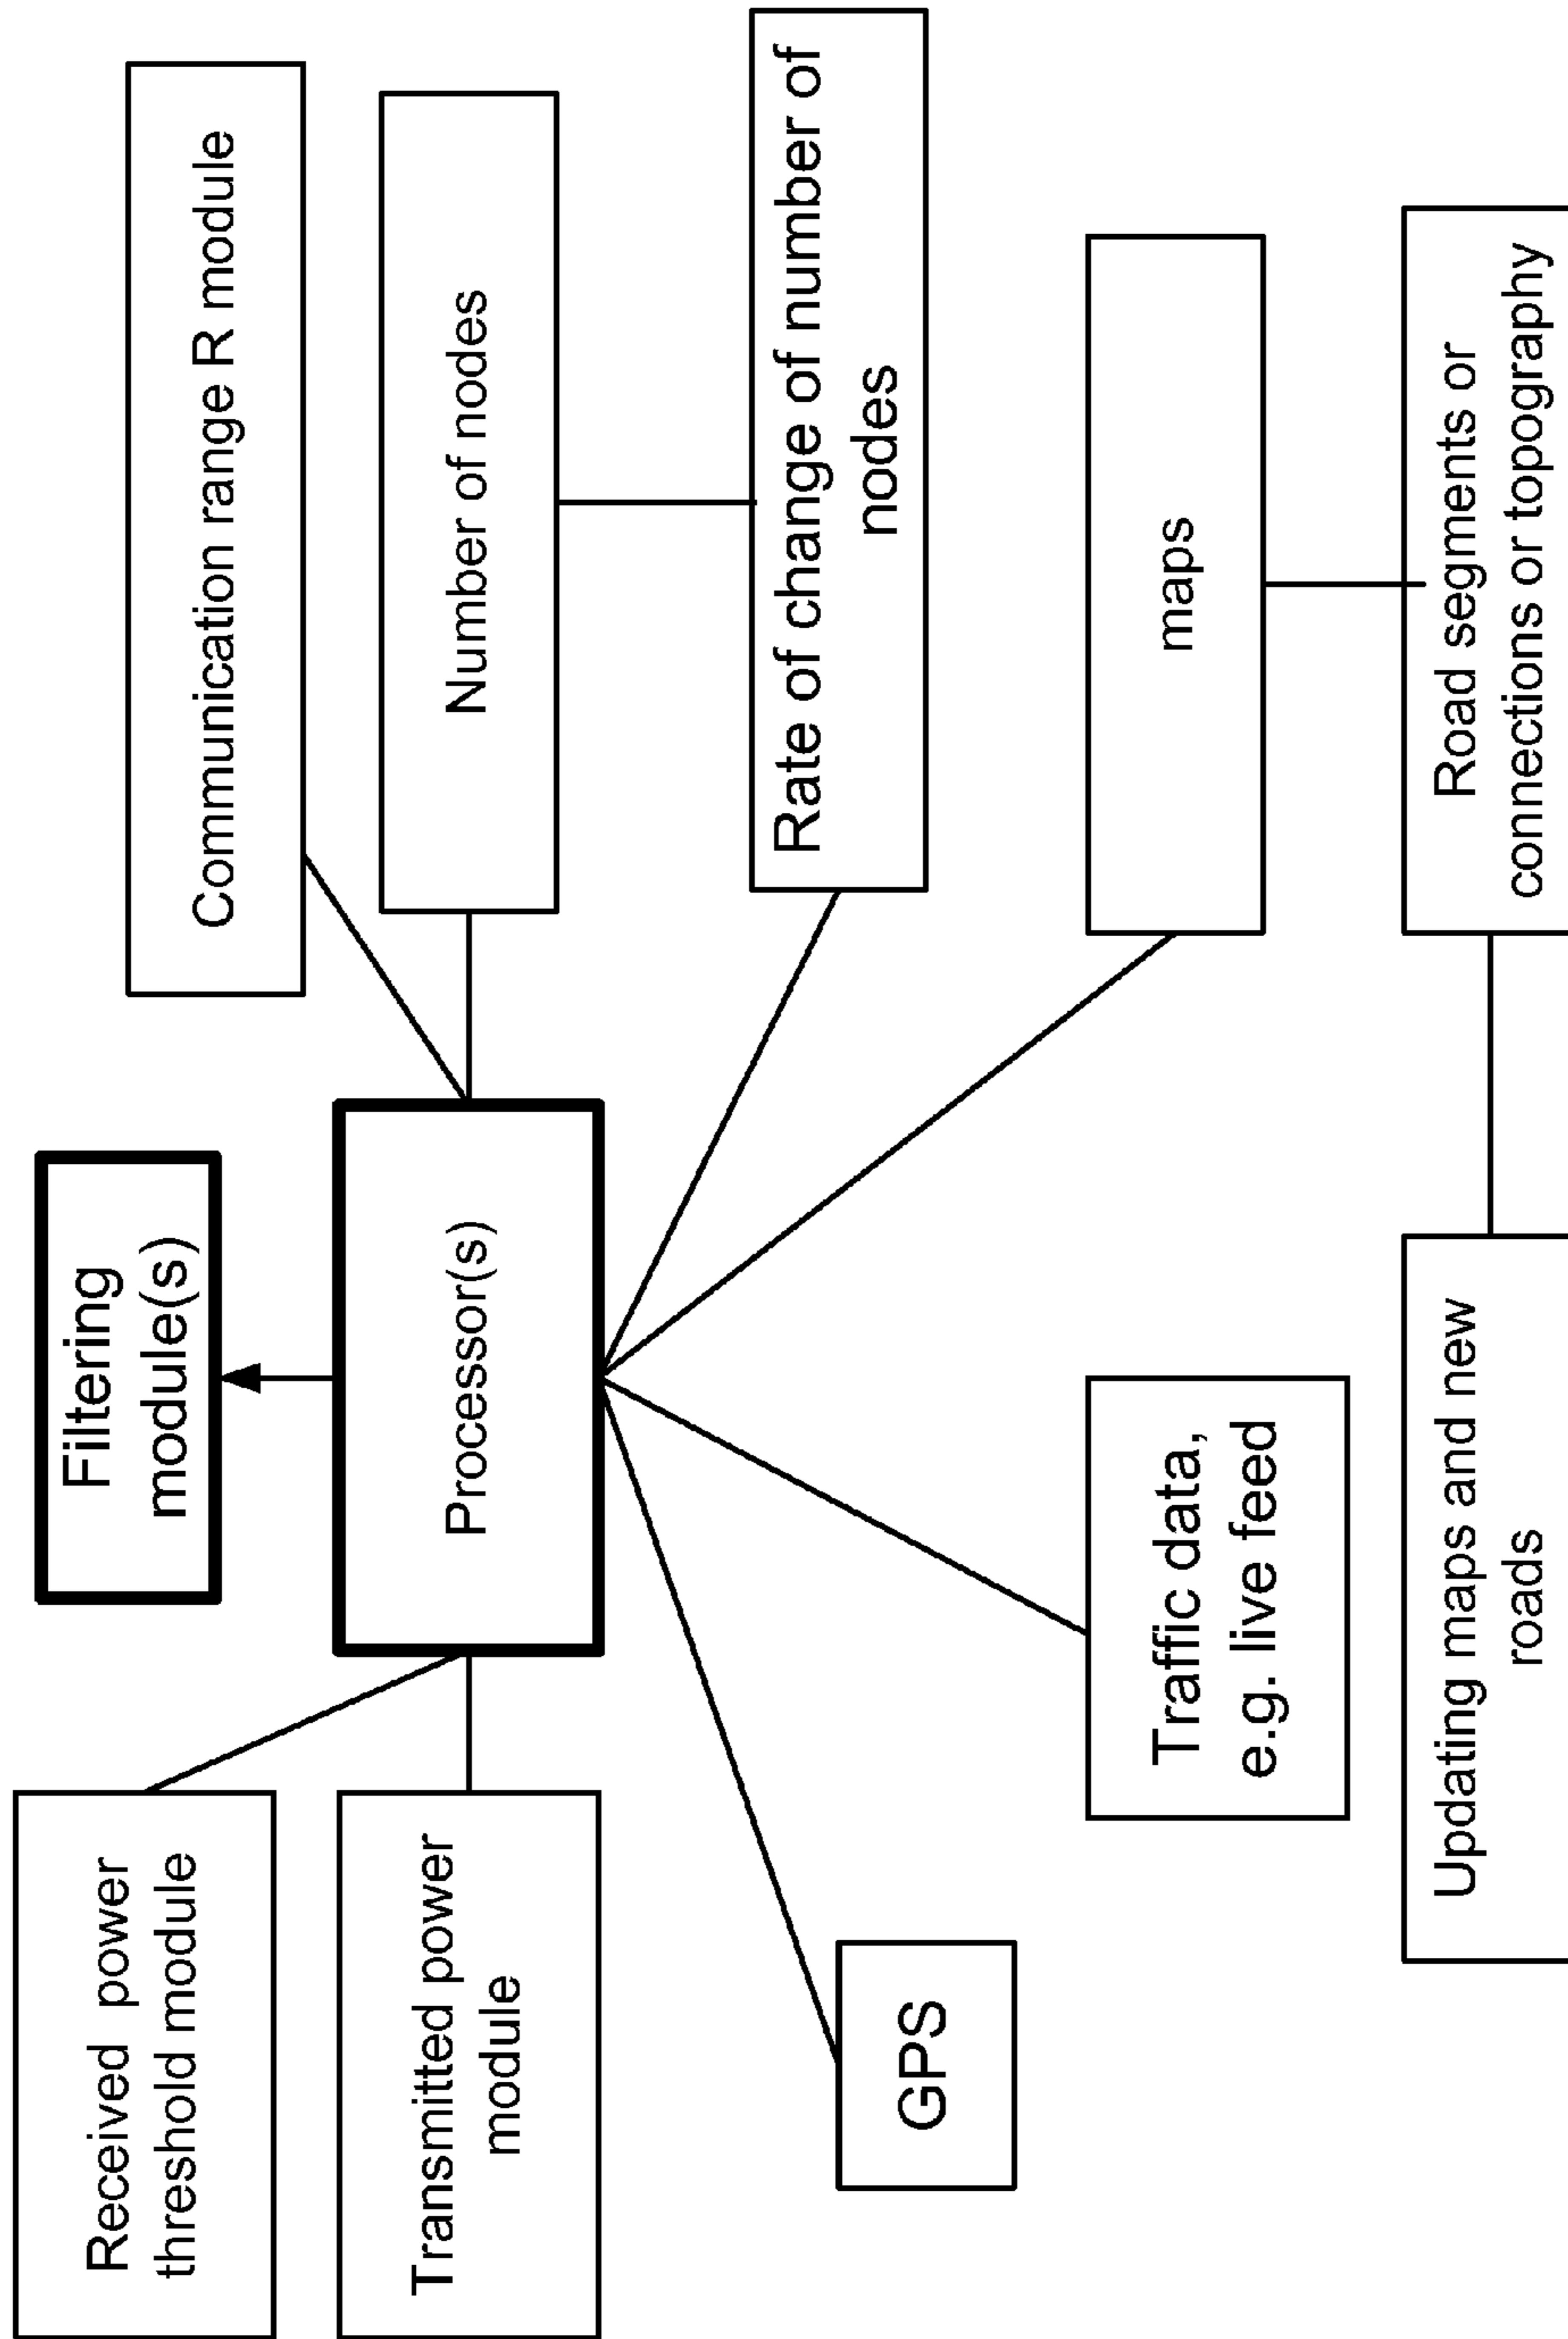 Filtering
module(s)
Received  power
threshold module
Communication range R module
Transmitted power
module
Processor(s)
Number of nodes
GPS
Rate of change of number of
nodes
Traffic data,
e.g. live feed
maps
Updating maps and new
roads
Road segments or
connections or topography